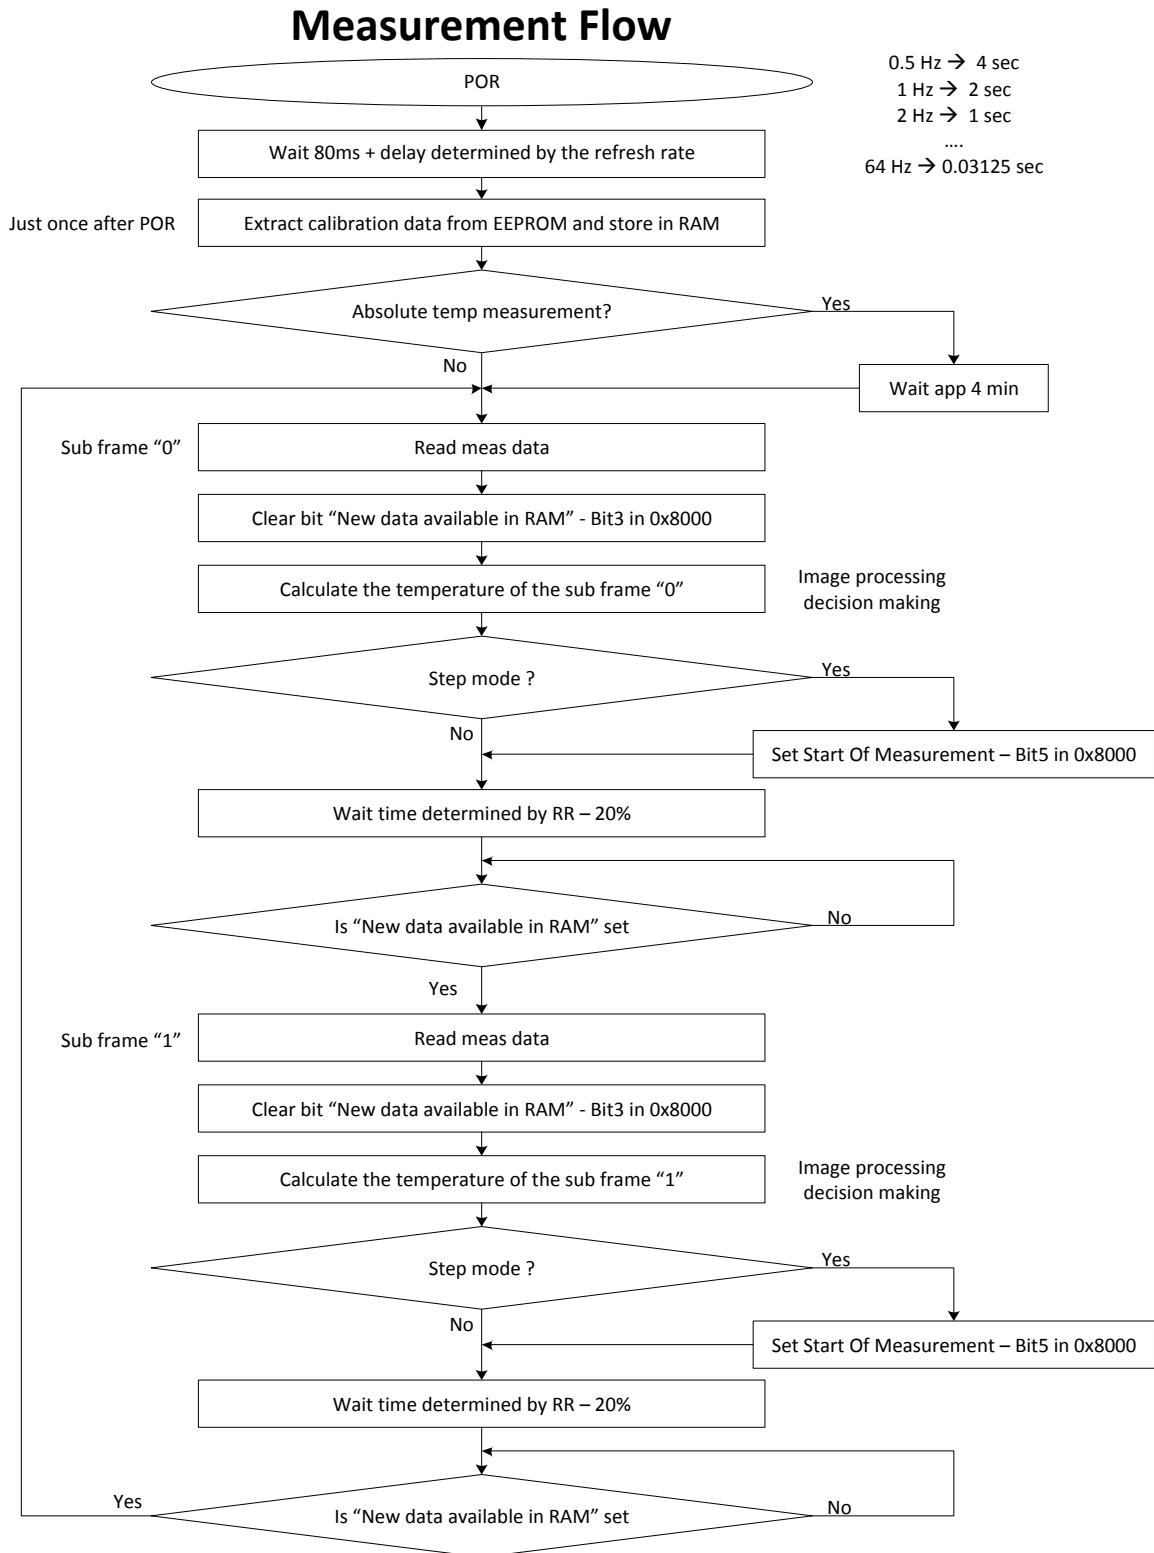 Measurement Flow
0.5 Hz → 4 sec
1 Hz → 2 sec
2 Hz → 1 sec
....
64 Hz → 0.03125 sec
POR
Wait 80ms + delay determined by the refresh rate
Just once after POR
Extract calibration data from EEPROM and store in RAM
Absolute temp measurement?
Yes
No
Wait app 4 min
Sub frame “0”
Read meas data
Clear bit “New data available in RAM” - Bit3 in 0x8000
Calculate the temperature of the sub frame “0”
Image processing
decision making
Step mode ?
Yes
No
Set Start Of Measurement – Bit5 in 0x8000
Wait time determined by RR – 20%
Is “New data available in RAM” set
No
Yes
Sub frame “1”
Read meas data
Clear bit “New data available in RAM” - Bit3 in 0x8000
Calculate the temperature of the sub frame “1”
Image processing
decision making
Step mode ?
Yes
No
Set Start Of Measurement – Bit5 in 0x8000
Wait time determined by RR – 20%
Yes
Is “New data available in RAM” set
No